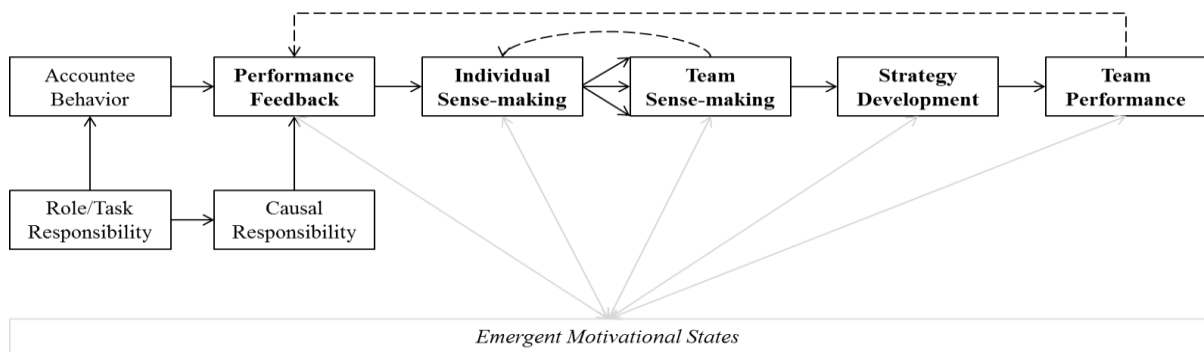 Accountee
Behavior
Performance
Feedback
Individual
Sense-making
Team
Sense-making
Strategy
Development
Team
Performance
Role/Task
Responsibility
Causal
Responsibility
Emergent Motivational States